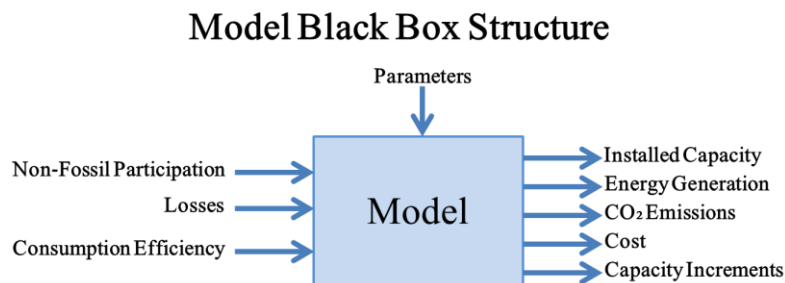 Model Black Box Structure
Parameters
Non-Fossil Participation
Losses
Consumption Efficiency
Model
Installed Capacity
Energy Generation
CO₂ Emissions
Cost
Capacity Increments